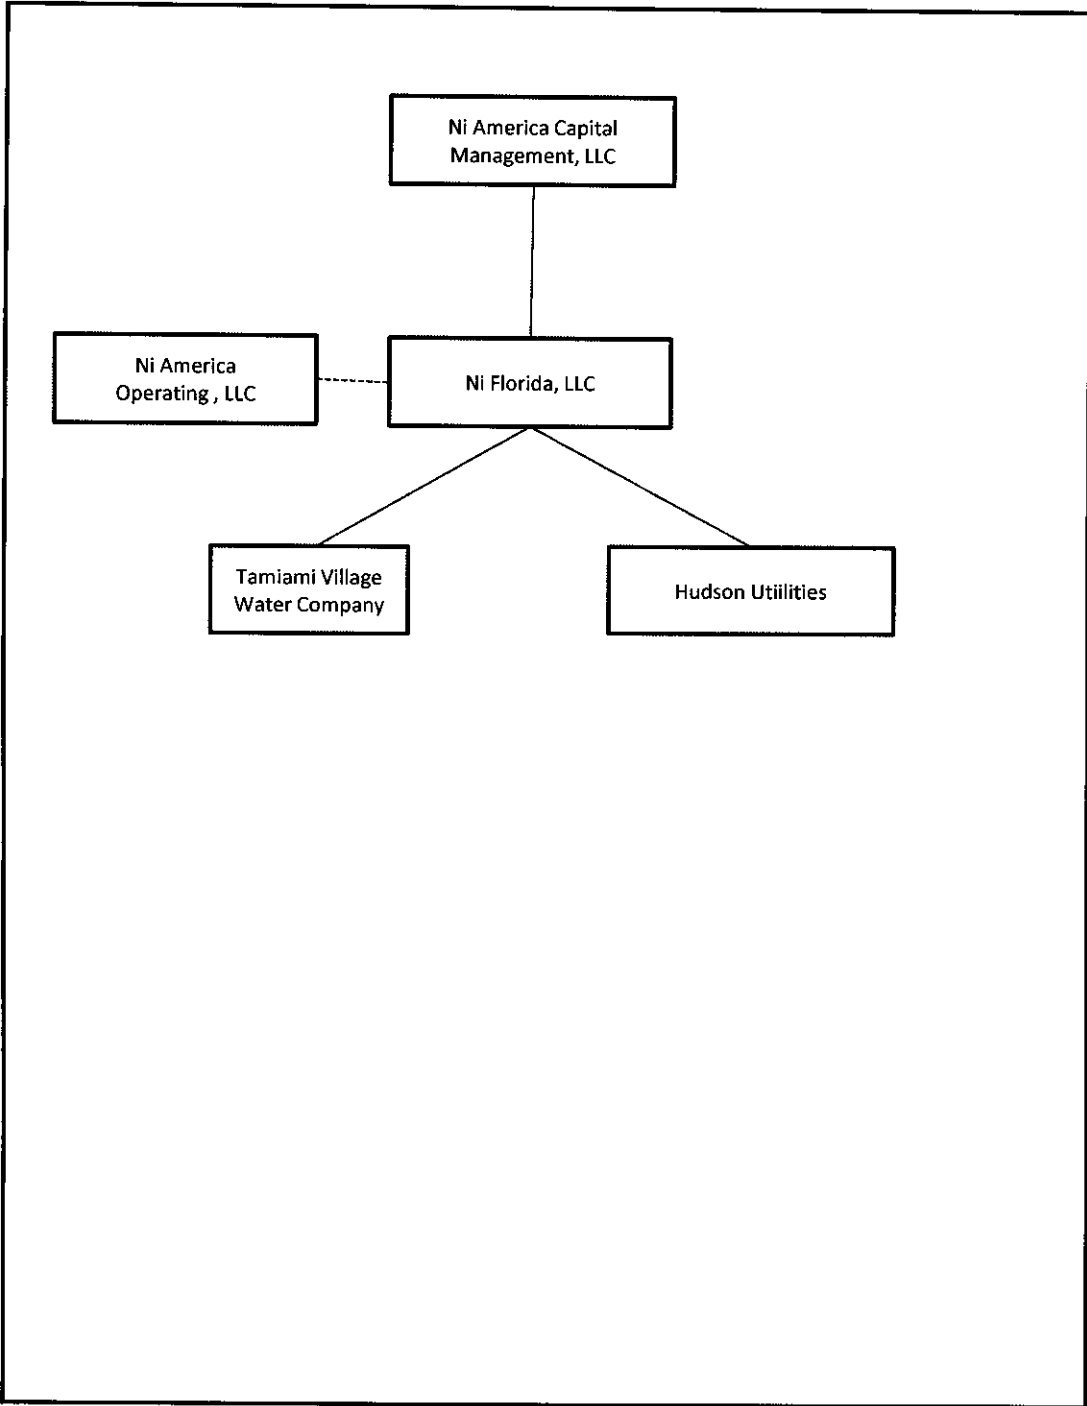 Ni America Capital
Management, LLC
Ni America
Operating , LLC
Ni Florida, LLC
Tamiami Village
Water Company
Hudson Utiilities